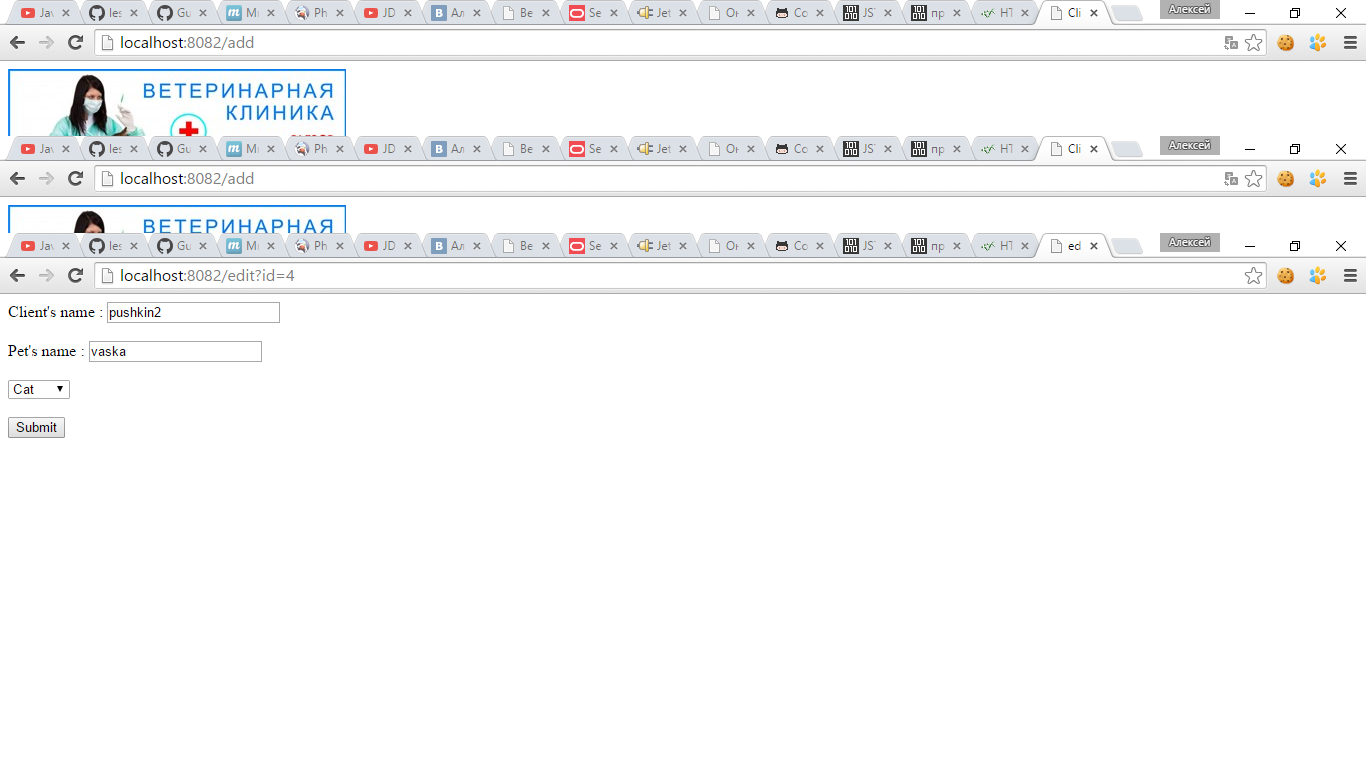 Jav les Gu Mi Ph JD Ал Be Se Jet Он Co JS пр HT Cli Алексей
localhost:8082/add
ВЕТЕРИНАРНАЯ
КЛИНИКА
Jav les Gu Mi Ph JD Ал Be Se Jet Он Co JS пр HT Cli Алексей
localhost:8082/add
ВЕТЕРИНАРНАЯ
Jav les Gu Mi Ph JD Ал Be Se Jet Он Co JS пр HT ed Алексей
localhost:8082/edit?id=4
Client's name : pushkin2
Pet's name : vaska
Cat
Submit